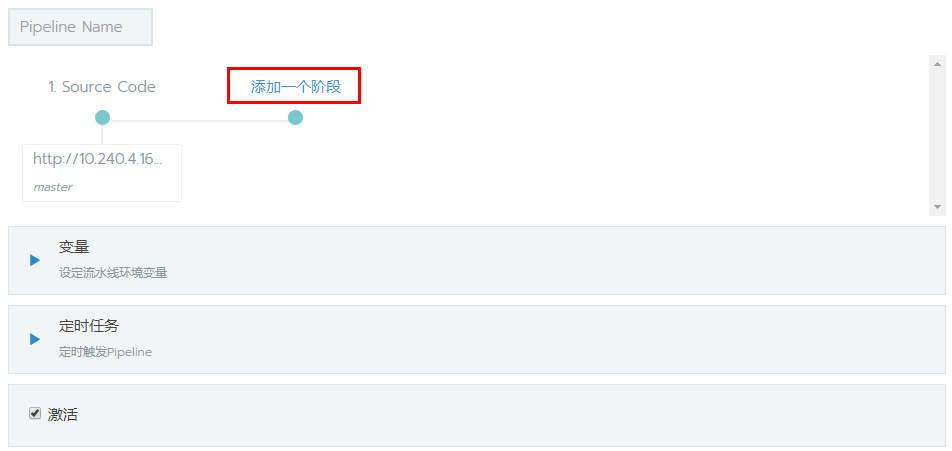 Pipeline Name
1. Source Code
添加一个阶段
http://10.240.4.16...
master
变量
设定流水线环境变量
定时任务
定时触发Pipeline
激活